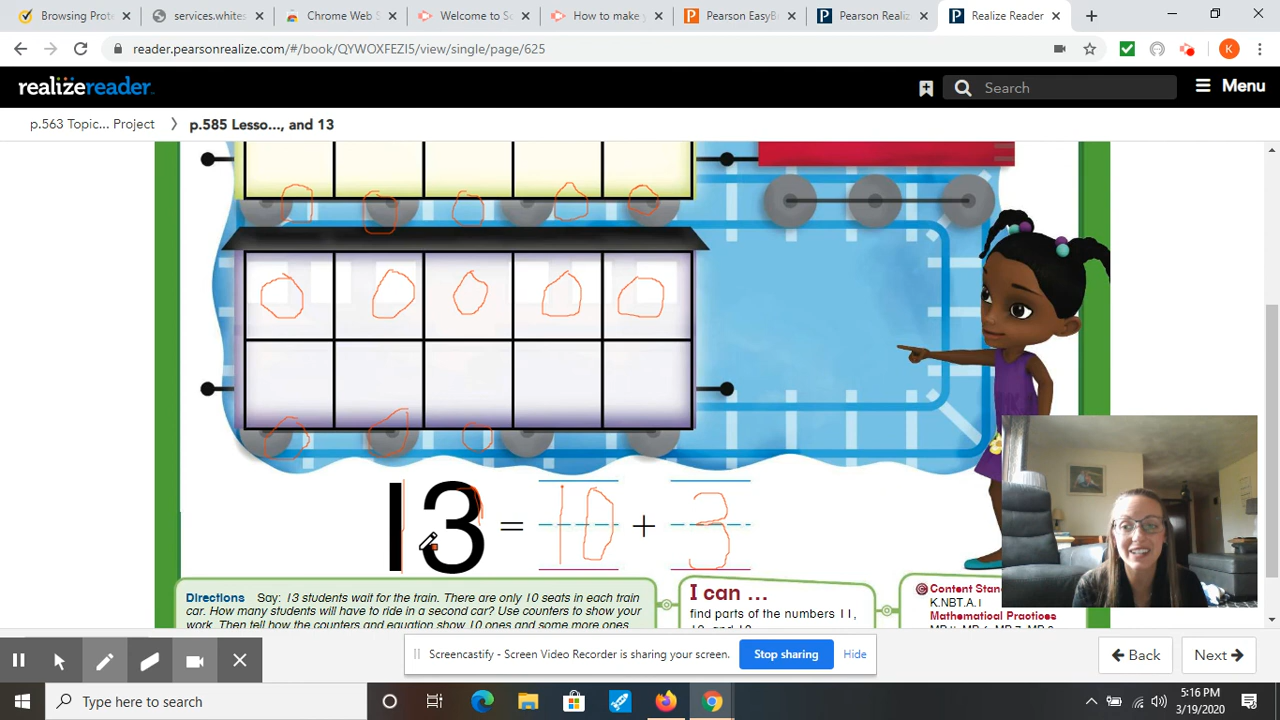 Browsing Prote
services.whites
Chrome Web S
Welcome to Sc
How to make y
Pearson EasyBr
Pearson Realiz
Realize Reader
reader.pearsonrealize.com/#/book/QYWOXFEZI5/view/single/page/625
K
realizereader
Search
Menu
p.563 Topic... Project
p.585 Lesso..., and 13
13 = 10 + 3
Directions Say: 13 students wait for the train. There are only 10 seats in each train
car. How many students will have to ride in a second car? Use counters to show your
work. Then tell how the counters and equation show 10 ones and some more ones
I can ...
find parts of the numbers 11,
Content Stan
K.NBT.A.1
Mathematical Practices
Screencastify - Screen Video Recorder is sharing your screen.
Stop sharing
Hide
Back
Next
Type here to search
5:16 PM
3/19/2020